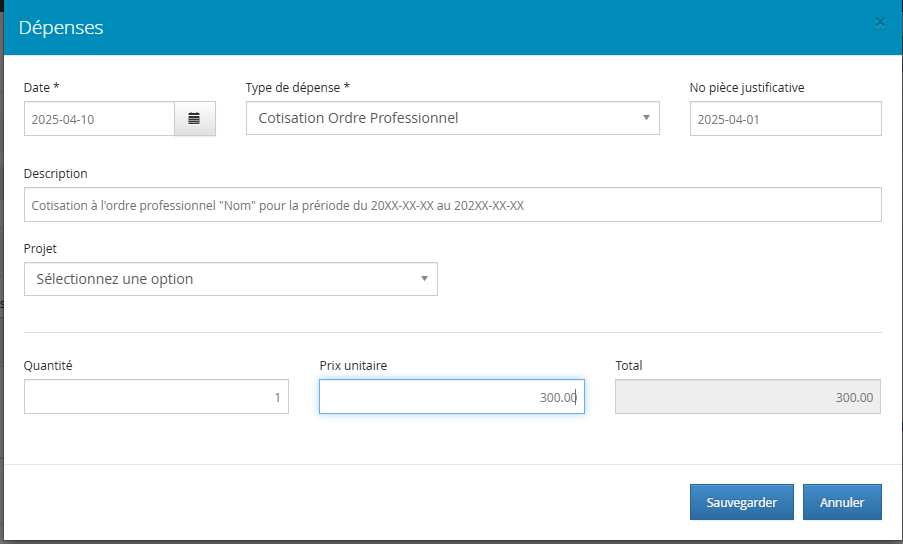 Dépenses
×
Date * Type de dépense * No pièce justificative
2025-04-10 Cotisation Ordre Professionnel 2025-04-01
Description
Cotisation à l'ordre professionnel "Nom" pour la prériode du 20XX-XX-XX au 202XX-XX-XX
Projet
Sélectionnez une option
Quantité Prix unitaire Total
1 300.00 300.00
Sauvegarder Annuler